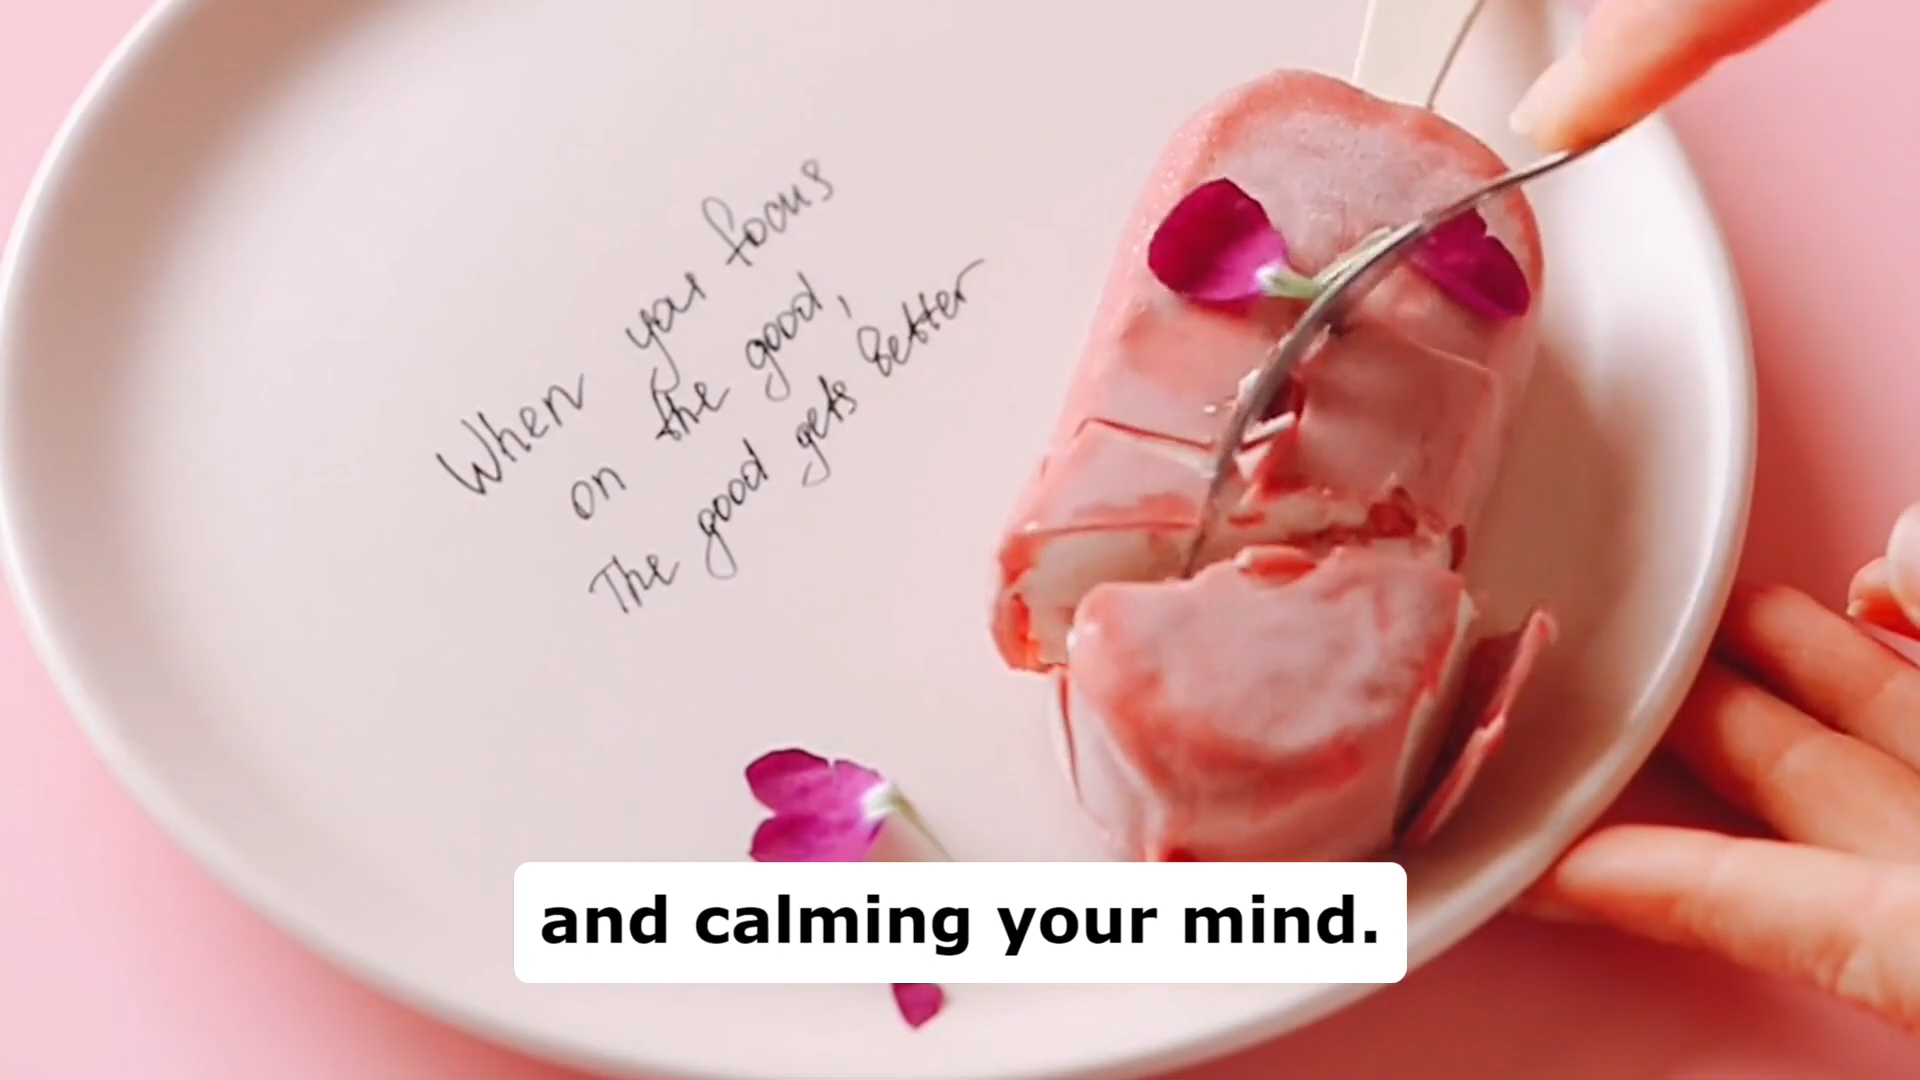 When you focus
on the good,
The good gets better
and calming your mind.